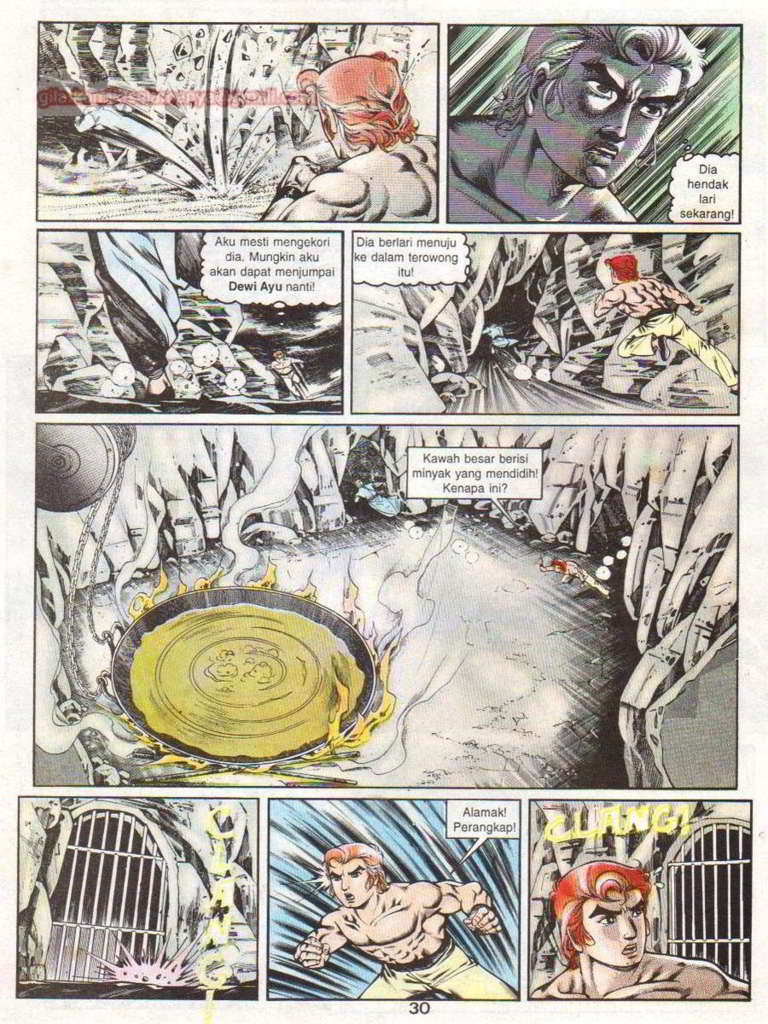 Dia
hendak
lari
sekarang!
Aku mesti mengekori
dia. Mungkin aku
akan dapat menjumpai
Dewi Ayu nanti!
Dia berlari menuju
ke dalam terowong
itu!
Kawah besar berisi
minyak yang mendidih!
Kenapa ini?
CLANG!
Alamak!
Perangkap!
CLANG!
30